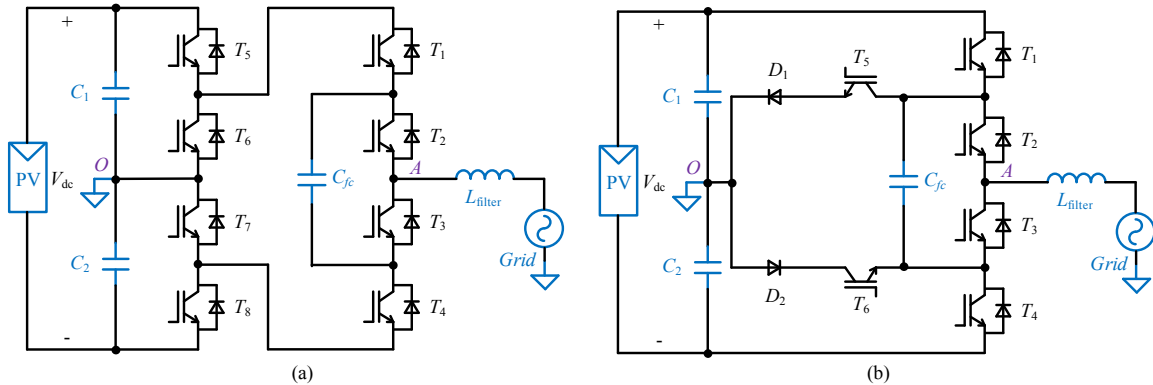 +
T5
T1
C1
T6
T2
PV
Vdc
O
A
Cfc
Lfilter
T7
T3
C2
Grid
T8
T4
-
(a)
+
T1
D1
T5
C1
T2
PV
Vdc
O
A
Cfc
Lfilter
T3
C2
Grid
D2
T6
T4
-
(b)